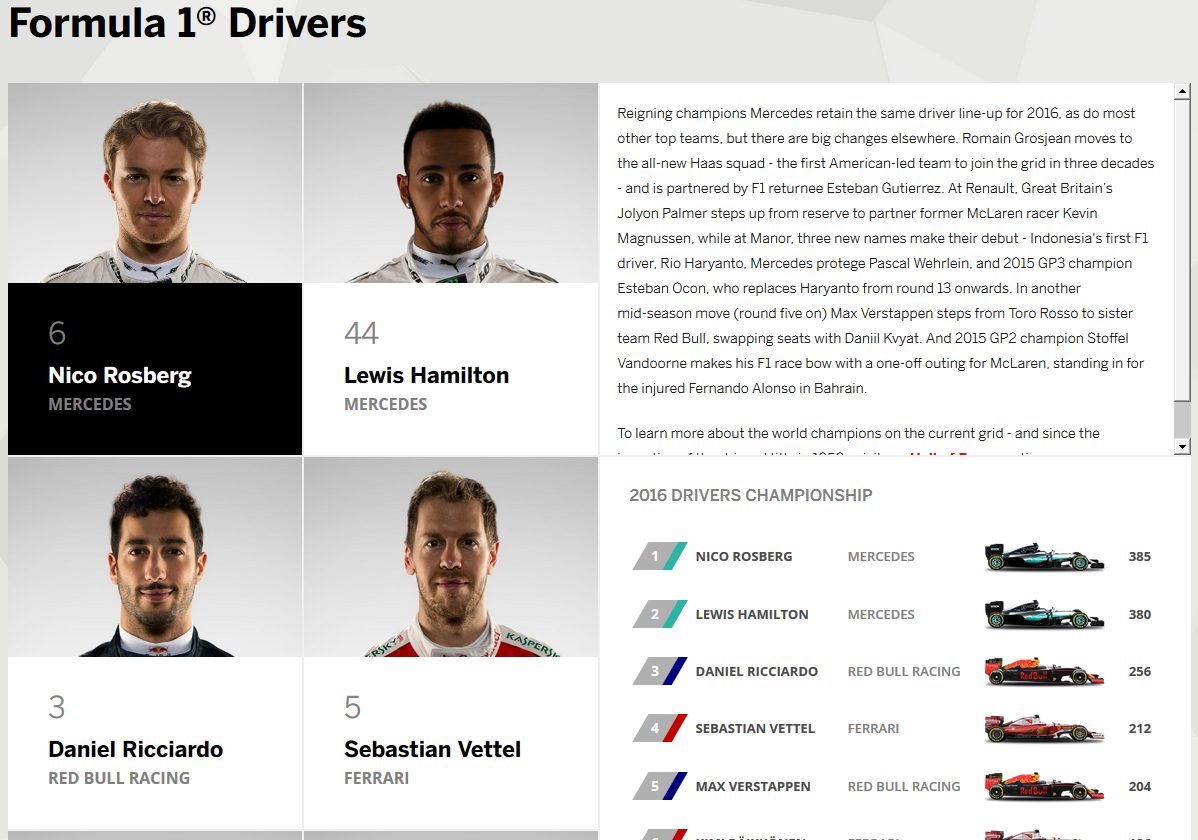 Formula 1® Drivers
6
Nico Rosberg
MERCEDES
44
Lewis Hamilton
MERCEDES
Reigning champions Mercedes retain the same driver line-up for 2016, as do most
other top teams, but there are big changes elsewhere. Romain Grosjean moves to
the all-new Haas squad - the first American-led team to join the grid in three decades
- and is partnered by F1 returnee Esteban Gutierrez. At Renault, Great Britain's
Jolyon Palmer steps up from reserve to partner former McLaren racer Kevin
Magnussen, while at Manor, three new names make their debut - Indonesia's first F1
driver, Rio Haryanto, Mercedes protege Pascal Wehrlein, and 2015 GP3 champion
Esteban Ocon, who replaces Haryanto from round 13 onwards. In another
mid-season move (round five on) Max Verstappen steps from Toro Rosso to sister
team Red Bull, swapping seats with Daniil Kvyat. And 2015 GP2 champion Stoffel
Vandoorne makes his F1 race bow with a one-off outing for McLaren, standing in for
the injured Fernando Alonso in Bahrain.
To learn more about the world champions on the current grid - and since the
3
Daniel Ricciardo
RED BULL RACING
5
Sebastian Vettel
FERRARI
2016 DRIVERS CHAMPIONSHIP
1 NICO ROSBERG MERCEDES 385
2 LEWIS HAMILTON MERCEDES 380
3 DANIEL RICCIARDO RED BULL RACING 256
4 SEBASTIAN VETTEL FERRARI 212
5 MAX VERSTAPPEN RED BULL RACING 204